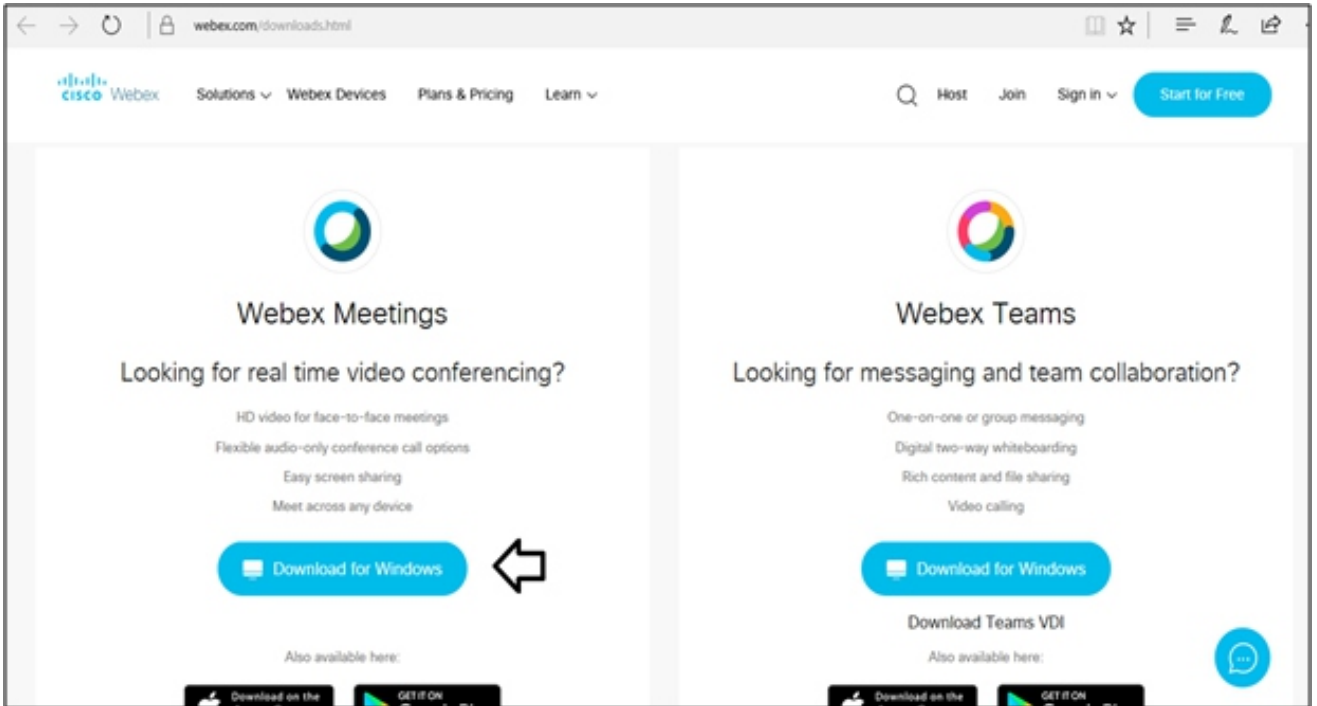 webex.com/downloads.html
cisco Webex Solutions Webex Devices Plans & Pricing Learn Host Join Sign in Start for Free
Webex Meetings
Looking for real time video conferencing?
HD video for face-to-face meetings
Flexible audio-only conference call options
Easy screen sharing
Meet across any device
Download for Windows
Also available here:
Download on the
GET IT ON
Webex Teams
Looking for messaging and team collaboration?
One-on-one or group messaging
Digital two-way whiteboarding
Rich content and file sharing
Video calling
Download for Windows
Download Teams VDI
Also available here:
Download on the
GET IT ON